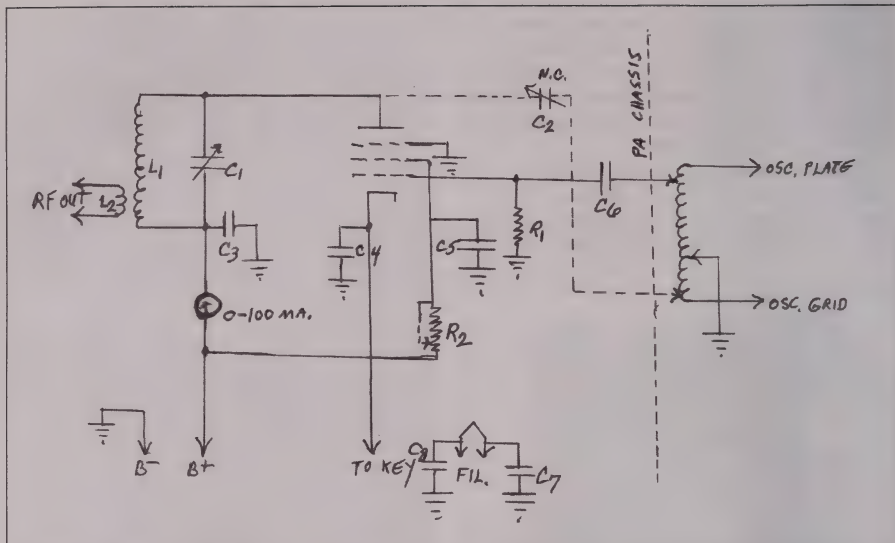 N.C.
C2
PA CHASSIS
OSC. PLATE
L1
C1
RF OUT
L2
C3
C4
C5
R1
C6
OSC. GRID
0-100 MA.
R2
B-
B+
TO KEY
C8
FIL.
C7